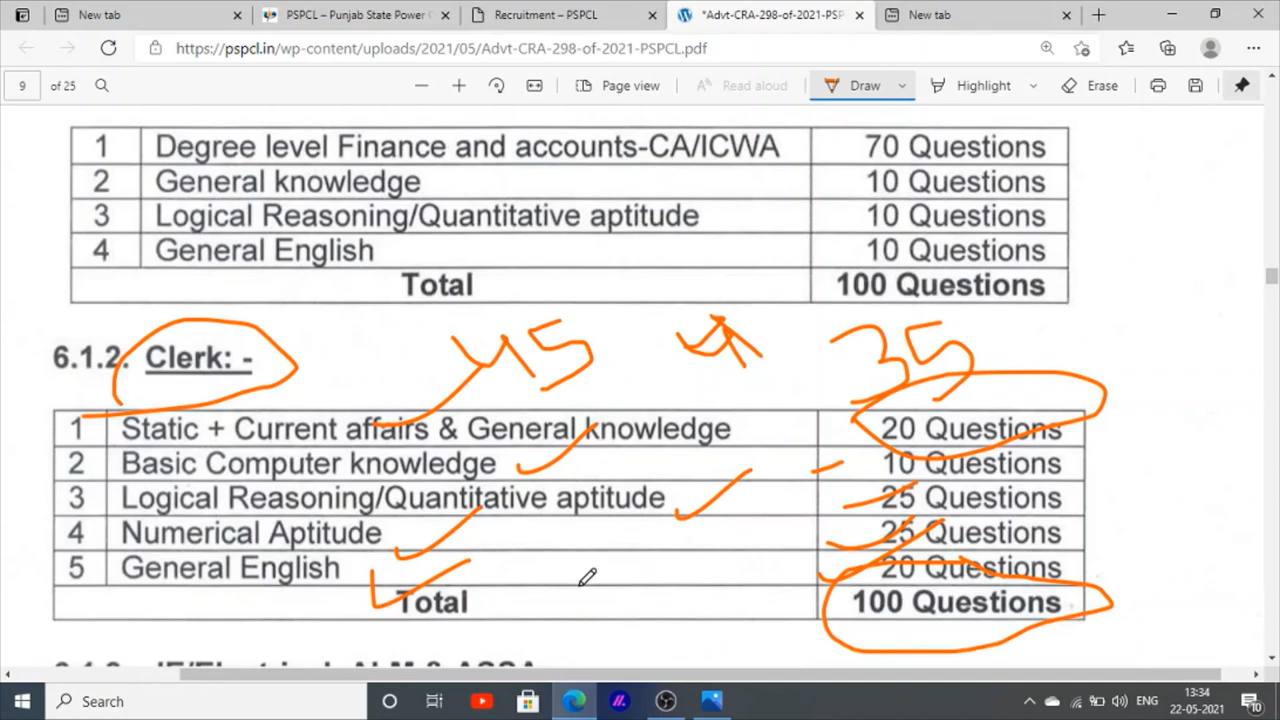 New tab
PSPCL – Punjab State Power C
Recruitment – PSPCL
*Advt-CRA-298-of-2021-PSP
New tab
https://pspcl.in/wp-content/uploads/2021/05/Advt-CRA-298-of-2021-PSPCL.pdf
9 of 25
Page view
Read aloud
Draw
Highlight
Erase
1 Degree level Finance and accounts-CA/ICWA 70 Questions
2 General knowledge 10 Questions
3 Logical Reasoning/Quantitative aptitude 10 Questions
4 General English 10 Questions
Total 100 Questions
6.1.2. Clerk: -
45 35
1 Static + Current affairs & General knowledge 20 Questions
2 Basic Computer knowledge 10 Questions
3 Logical Reasoning/Quantitative aptitude 25 Questions
4 Numerical Aptitude 25 Questions
5 General English 20 Questions
Total 100 Questions
Search
ENG
13:34
22-05-2021
10